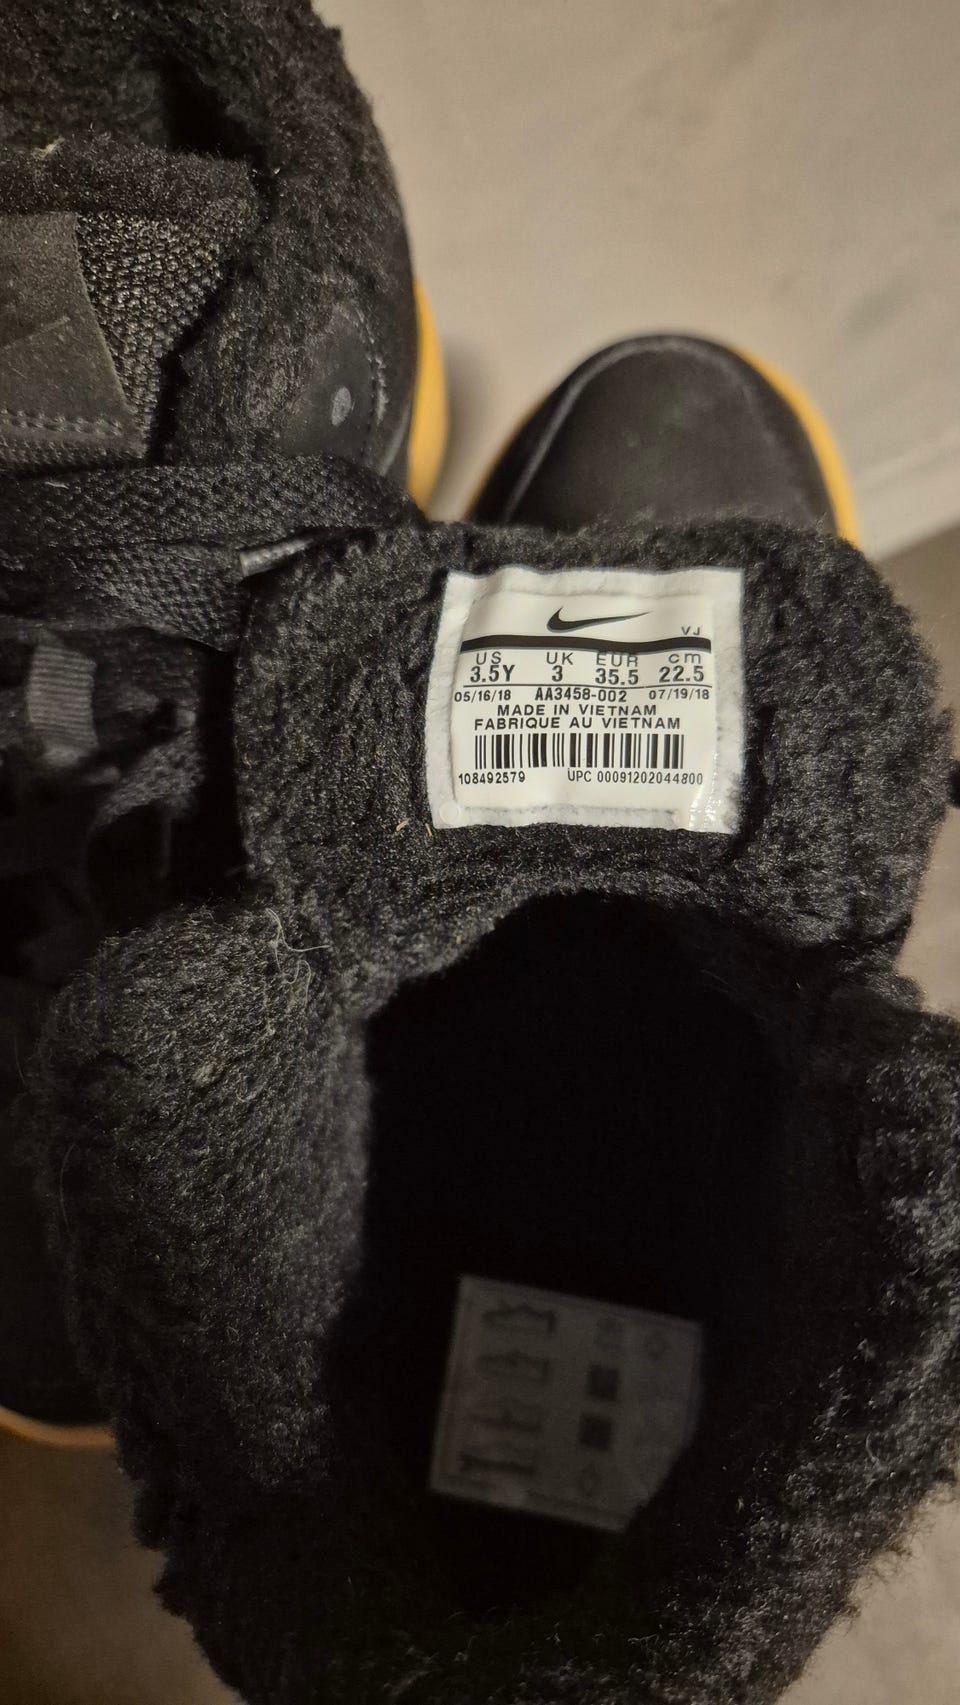 VJ
US UK EUR cm
3.5Y 3 35.5 22.5
05/16/18 AA3458-002 07/19/18
MADE IN VIETNAM
FABRIQUE AU VIETNAM
108492579 UPC 00091202044800